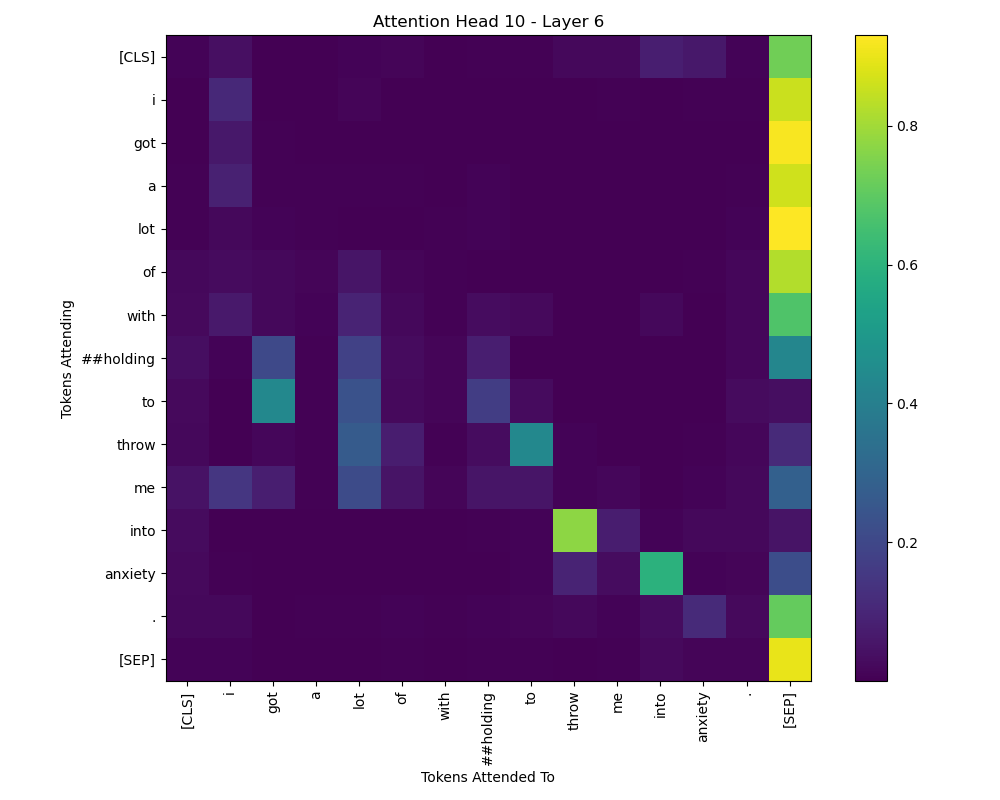 Attention Head 10 - Layer 6
[CLS]
i
got
a
lot
of
with
##holding
to
throw
me
into
anxiety
.
[SEP]
Tokens Attending
[CLS]
i
got
a
lot
of
with
##holding
to
throw
me
into
anxiety
.
[SEP]
Tokens Attended To
0.8
0.6
0.4
0.2